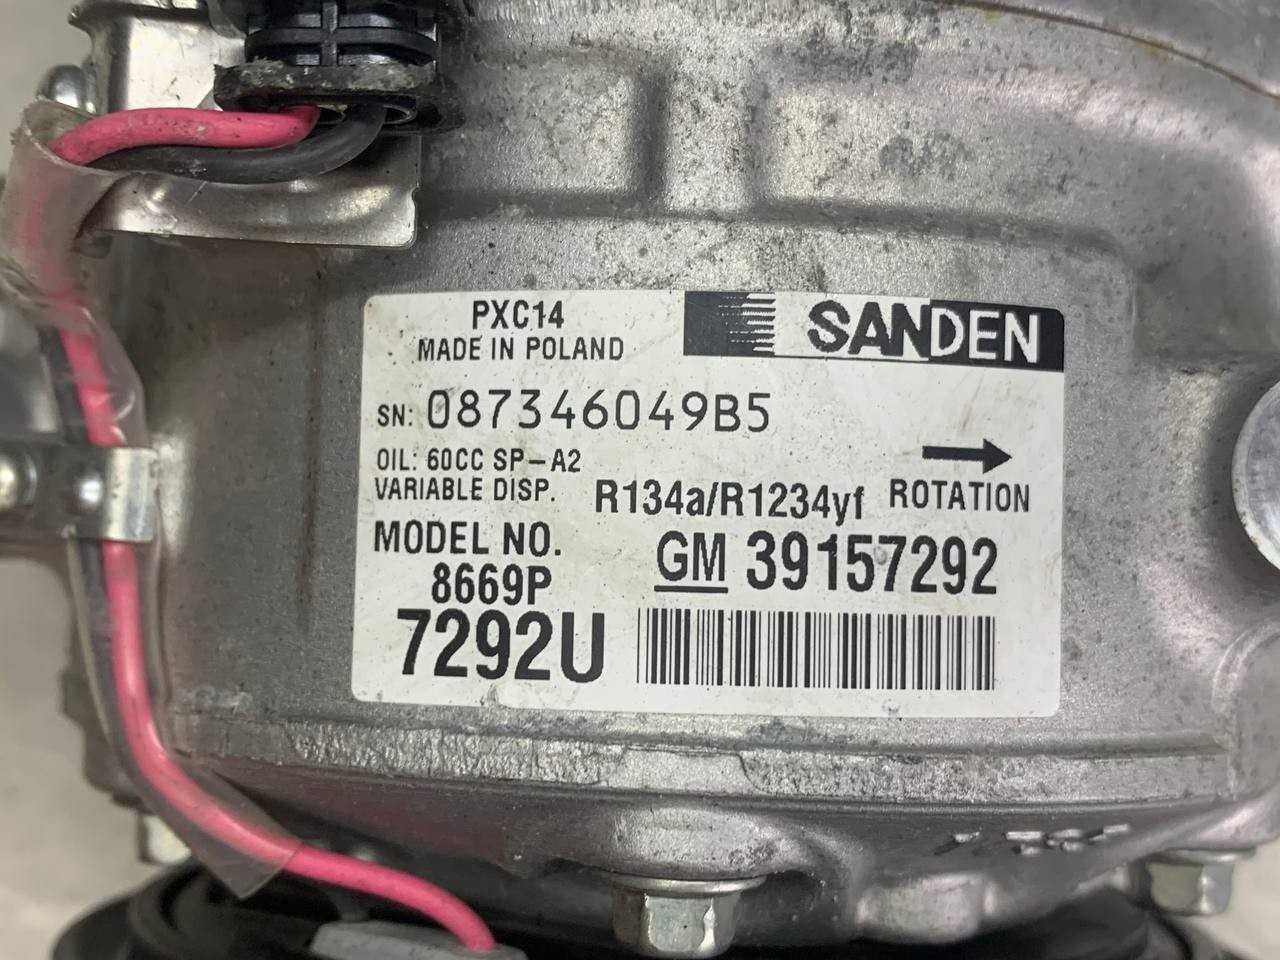 PXC14
MADE IN POLAND
SANDEN
SN: 087346049B5
OIL: 60CC SP-A2
VARIABLE DISP.
R134a/R1234yf
ROTATION
MODEL NO.
8669P
GM 39157292
7292U